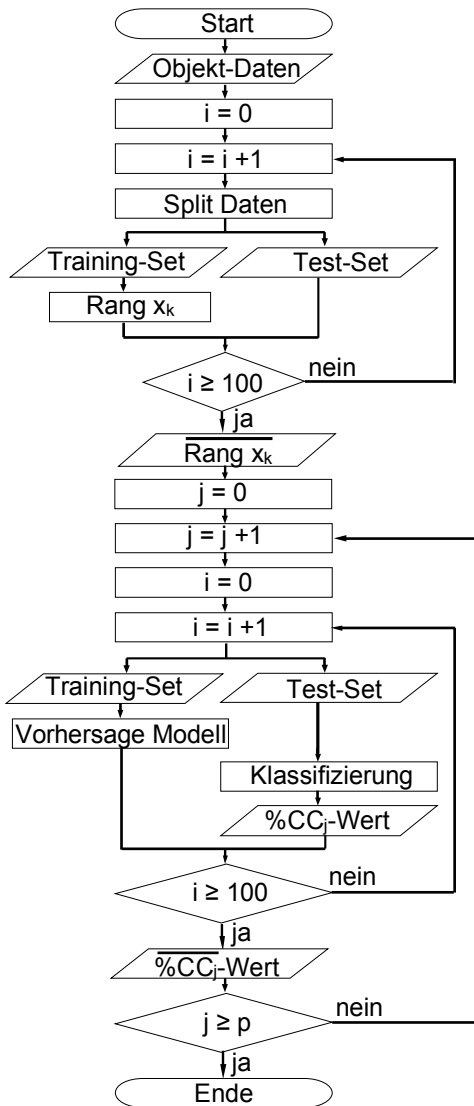 Start
Objekt-Daten
i = 0
i = i +1
Split Daten
Training-Set
Test-Set
Rang xₖ
i ≥ 100
nein
ja
Rang xₖ
j = 0
j = j +1
i = 0
i = i +1
Training-Set
Test-Set
Vorhersage Modell
Klassifizierung
%CCⱼ-Wert
i ≥ 100
nein
ja
%CCⱼ-Wert
j ≥ p
nein
ja
Ende